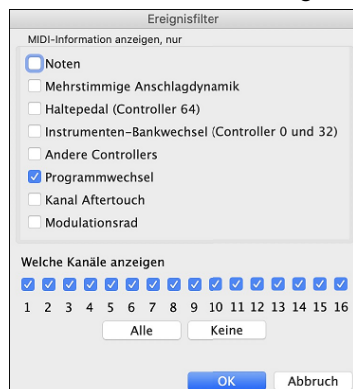 Ereignisfilter
MIDI-Information anzeigen, nur
Noten
Mehrstimmige Anschlagdynamik
Haltepedal (Controller 64)
Instrumenten-Bankwechsel (Controller 0 und 32)
Andere Controllers
Programmwechsel
Kanal Aftertouch
Modulationsrad
Welche Kanäle anzeigen
1 2 3 4 5 6 7 8 9 10 11 12 13 14 15 16
Alle Keine
OK Abbruch